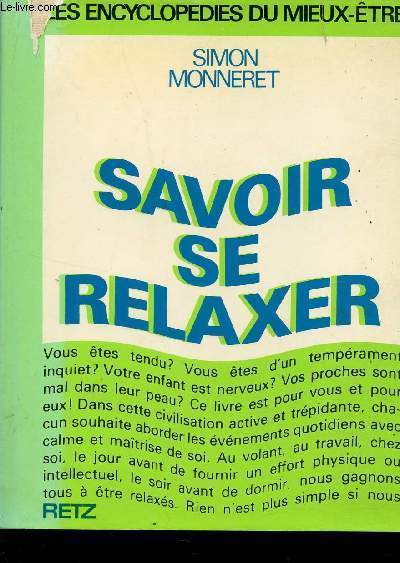 © Le-livre.com
LES ENCYCLOPEDIES DU MIEUX-ÊTRE
SIMON
MONNERET
SAVOIR
SE
RELAXER
Vous êtes tendu? Vous êtes d'un tempérament
inquiet? Votre enfant est nerveux? Vos proches sont
mal dans leur peau? Ce livre est pour vous et pour
eux! Dans cette civilisation active et trépidante, cha-
cun souhaite aborder les événements quotidiens avec
calme et maîtrise de soi. Au volant, au travail, chez
soi, le jour avant de fournir un effort physique ou
intellectuel, le soir avant de dormir, nous gagnons
tous à être relaxés. Rien n'est plus simple si nous
RETZ